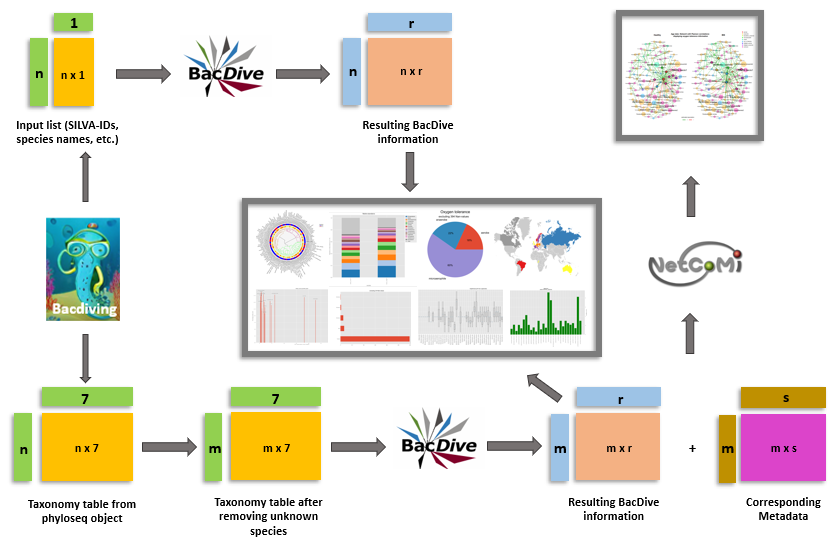 1
n
n x 1
BacDive
r
n
n x r
Input list (SILVA-IDs,
species names, etc.)
Resulting BacDive
information
Oxygen tolerance
Bacdiving
NetCoMi
7
n
n x 7
7
m
m x 7
BacDive
r
m
m x r
+
s
m
m x s
Taxonomy table from
phyloseq object
Taxonomy table after
removing unknown
species
Resulting BacDive
information
Corresponding
Metadata